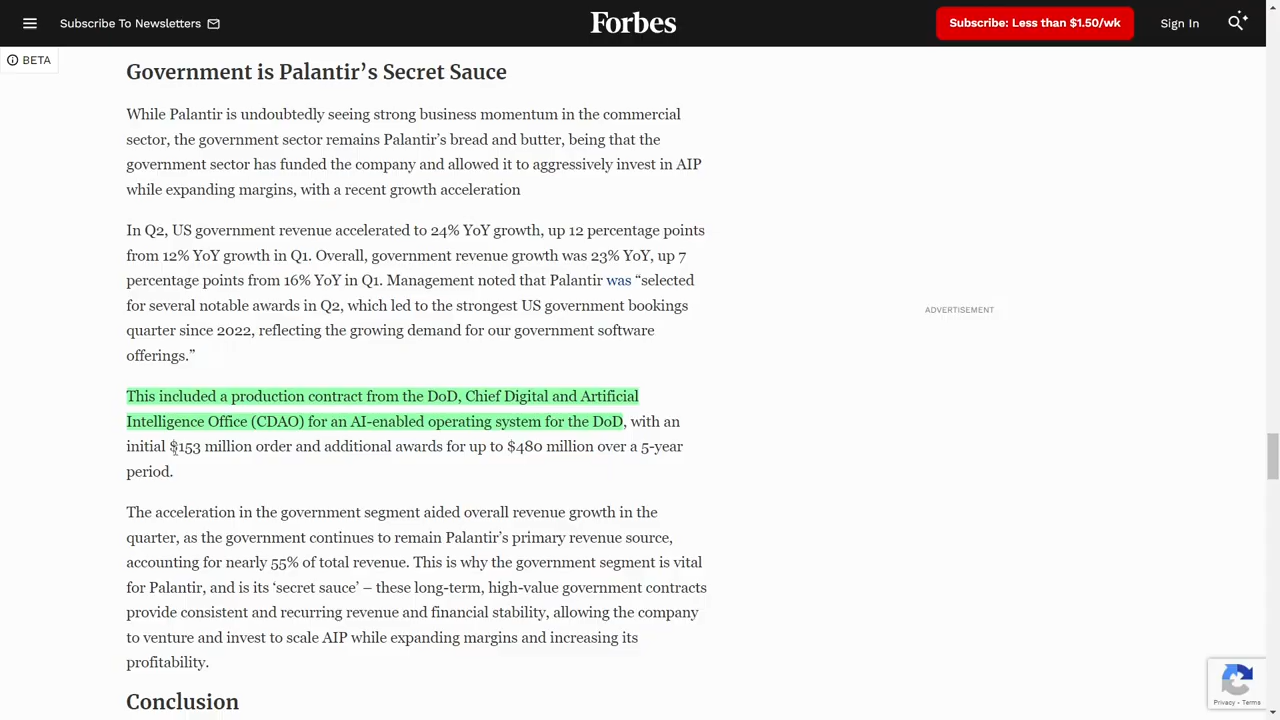 Subscribe To Newsletters
Forbes
Subscribe: Less than $1.50/wk
Sign In
BETA
Government is Palantir’s Secret Sauce
While Palantir is undoubtedly seeing strong business momentum in the commercial
sector, the government sector remains Palantir’s bread and butter, being that the
government sector has funded the company and allowed it to aggressively invest in AIP
while expanding margins, with a recent growth acceleration
In Q2, US government revenue accelerated to 24% YoY growth, up 12 percentage points
from 12% YoY growth in Q1. Overall, government revenue growth was 23% YoY, up 7
percentage points from 16% YoY in Q1. Management noted that Palantir was “selected
for several notable awards in Q2, which led to the strongest US government bookings
quarter since 2022, reflecting the growing demand for our government software
offerings.”
ADVERTISEMENT
This included a production contract from the DoD, Chief Digital and Artificial
Intelligence Office (CDAO) for an AI-enabled operating system for the DoD, with an
initial $153 million order and additional awards for up to $480 million over a 5-year
period.
The acceleration in the government segment aided overall revenue growth in the
quarter, as the government continues to remain Palantir’s primary revenue source,
accounting for nearly 55% of total revenue. This is why the government segment is vital
for Palantir, and is its ‘secret sauce’ – these long-term, high-value government contracts
provide consistent and recurring revenue and financial stability, allowing the company
to venture and invest to scale AIP while expanding margins and increasing its
profitability.
Conclusion
Privacy - Terms